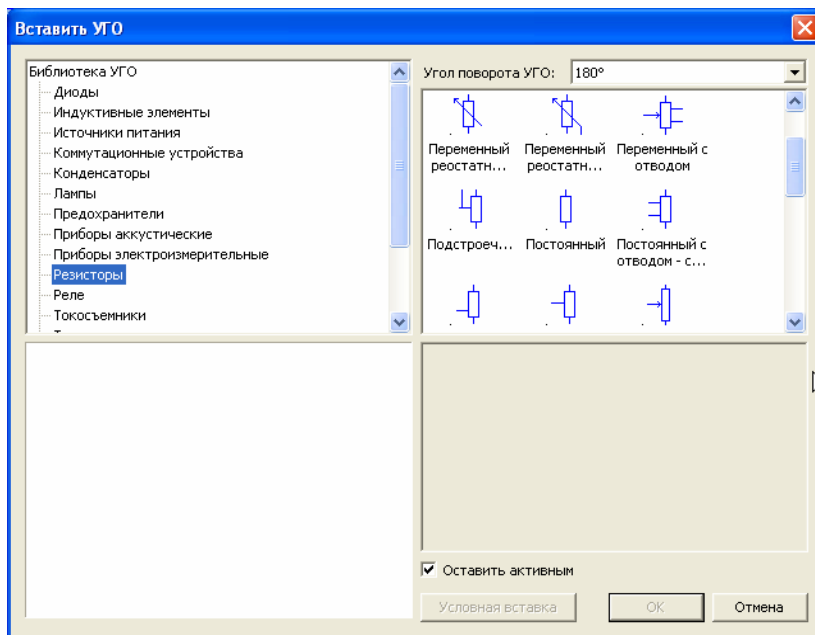 Вставить УГО
Библиотека УГО
Диоды
Индуктивные элементы
Источники питания
Коммутационные устройства
Конденсаторы
Лампы
Предохранители
Приборы аккустические
Приборы электроизмерительные
Резисторы
Реле
Токосъемники
Угол поворота УГО: 180°
Переменный реостатн...
Переменный реостатн...
Переменный с отводом
Подстроеч...
Постоянный
Постоянный с отводом - с...
Оставить активным
Условная вставка
OK
Отмена